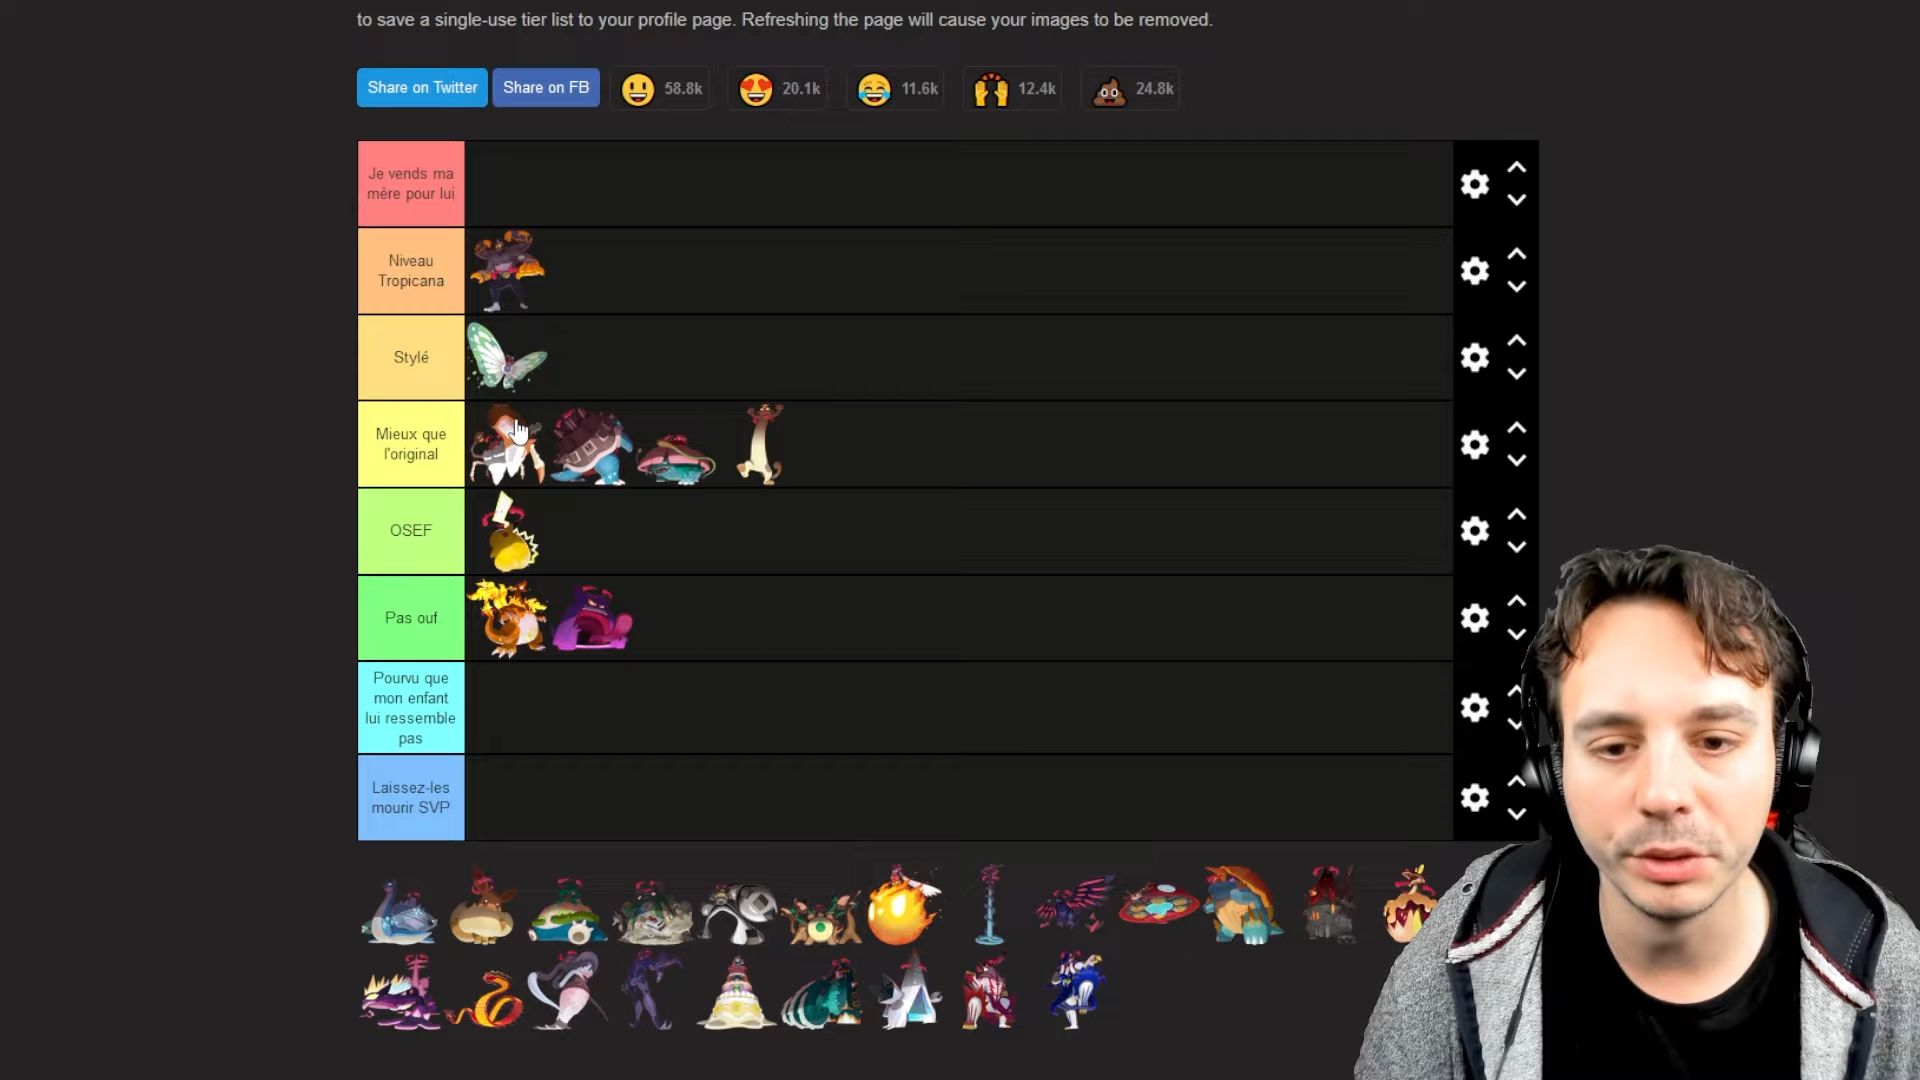 to save a single-use tier list to your profile page. Refreshing the page will cause your images to be removed.
Share on Twitter
Share on FB
58.8k
20.1k
11.6k
12.4k
24.8k
Je vends ma
mère pour lui
Niveau
Tropicana
Stylé
Mieux que
l'original
OSEF
Pas ouf
Pourvu que
mon enfant
lui ressemble
pas
Laissez-les
mourir SVP